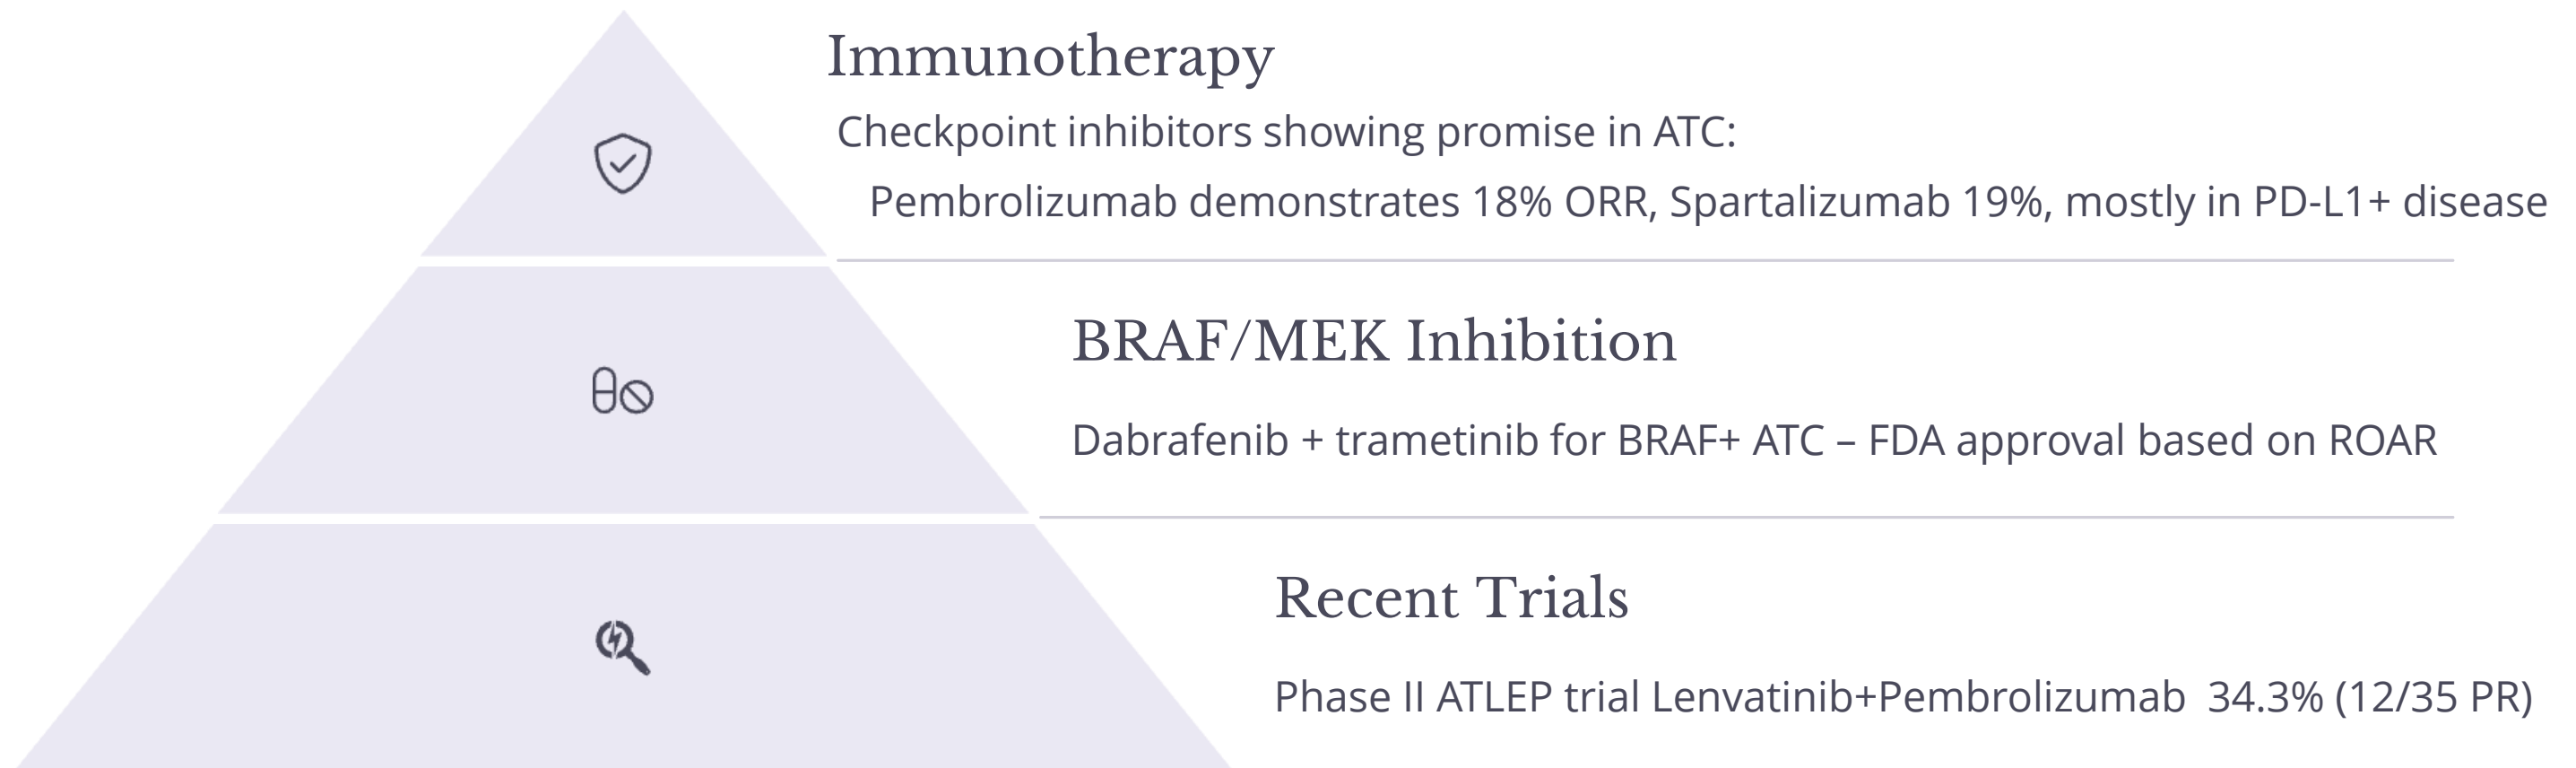 Immunotherapy
Checkpoint inhibitors showing promise in ATC:
Pembrolizumab demonstrates 18% ORR, Spartalizumab 19%, mostly in PD-L1+ disease
BRAF/MEK Inhibition
Dabrafenib + trametinib for BRAF+ ATC – FDA approval based on ROAR
Recent Trials
Phase II ATLEP trial Lenvatinib+Pembrolizumab  34.3% (12/35 PR)